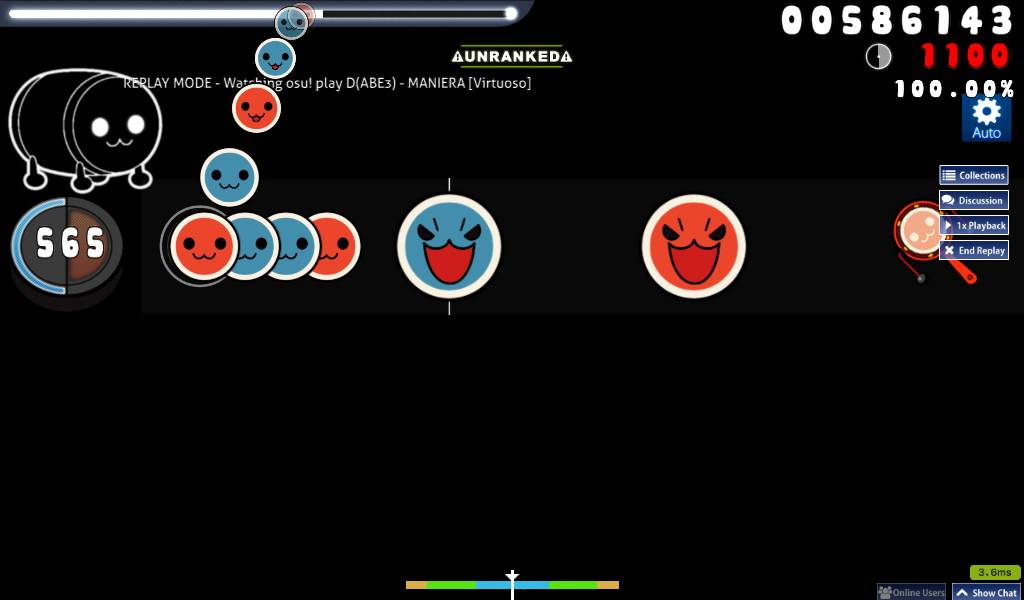 00586143
UNRANKED
1100
REPLAY MODE - Watching osu! play D(ABE3) - MANIERA [Virtuoso]
100.00%
Auto
Collections
Discussion
1x Playback
End Replay
565
3.6ms
Online Users
Show Chat